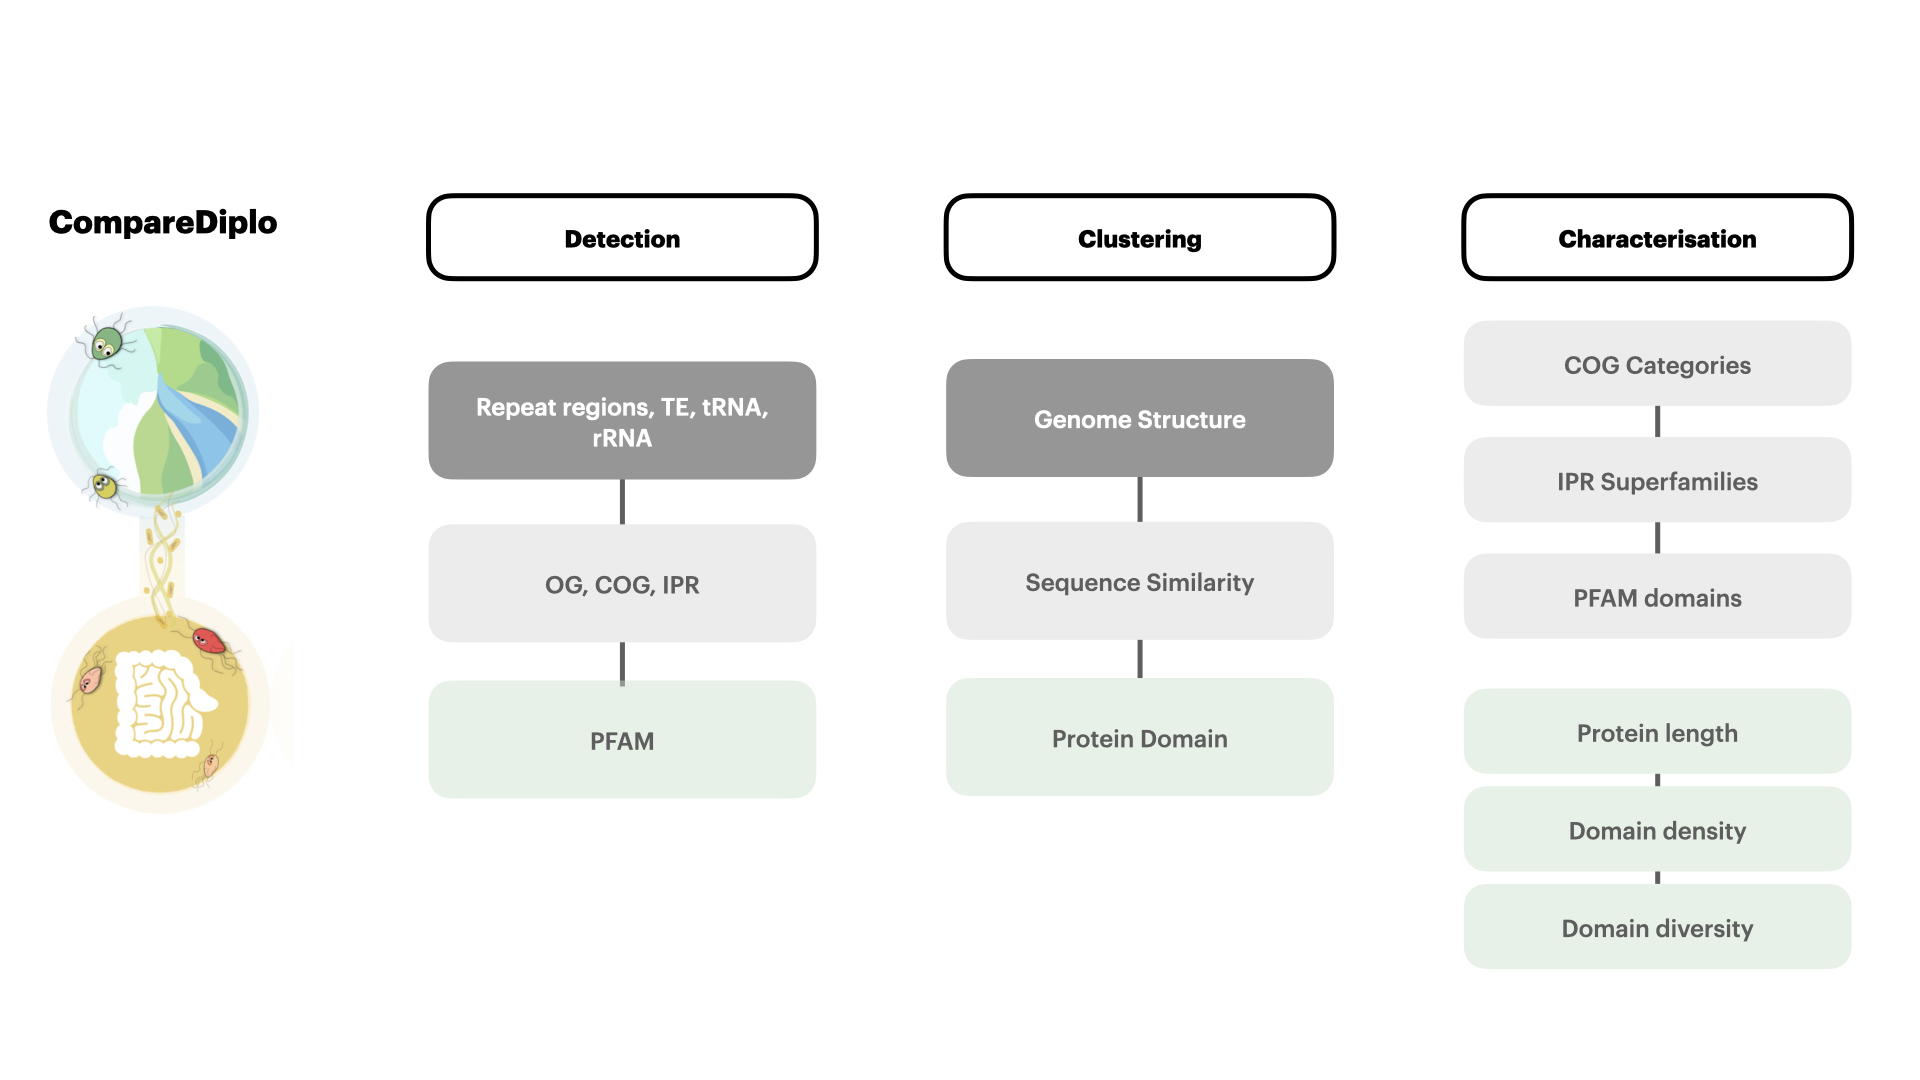 CompareDiplo
Detection
Repeat regions, TE, tRNA,
rRNA
OG, COG, IPR
PFAM
Clustering
Genome Structure
Sequence Similarity
Protein Domain
Characterisation
COG Categories
IPR Superfamilies
PFAM domains
Protein length
Domain density
Domain diversity